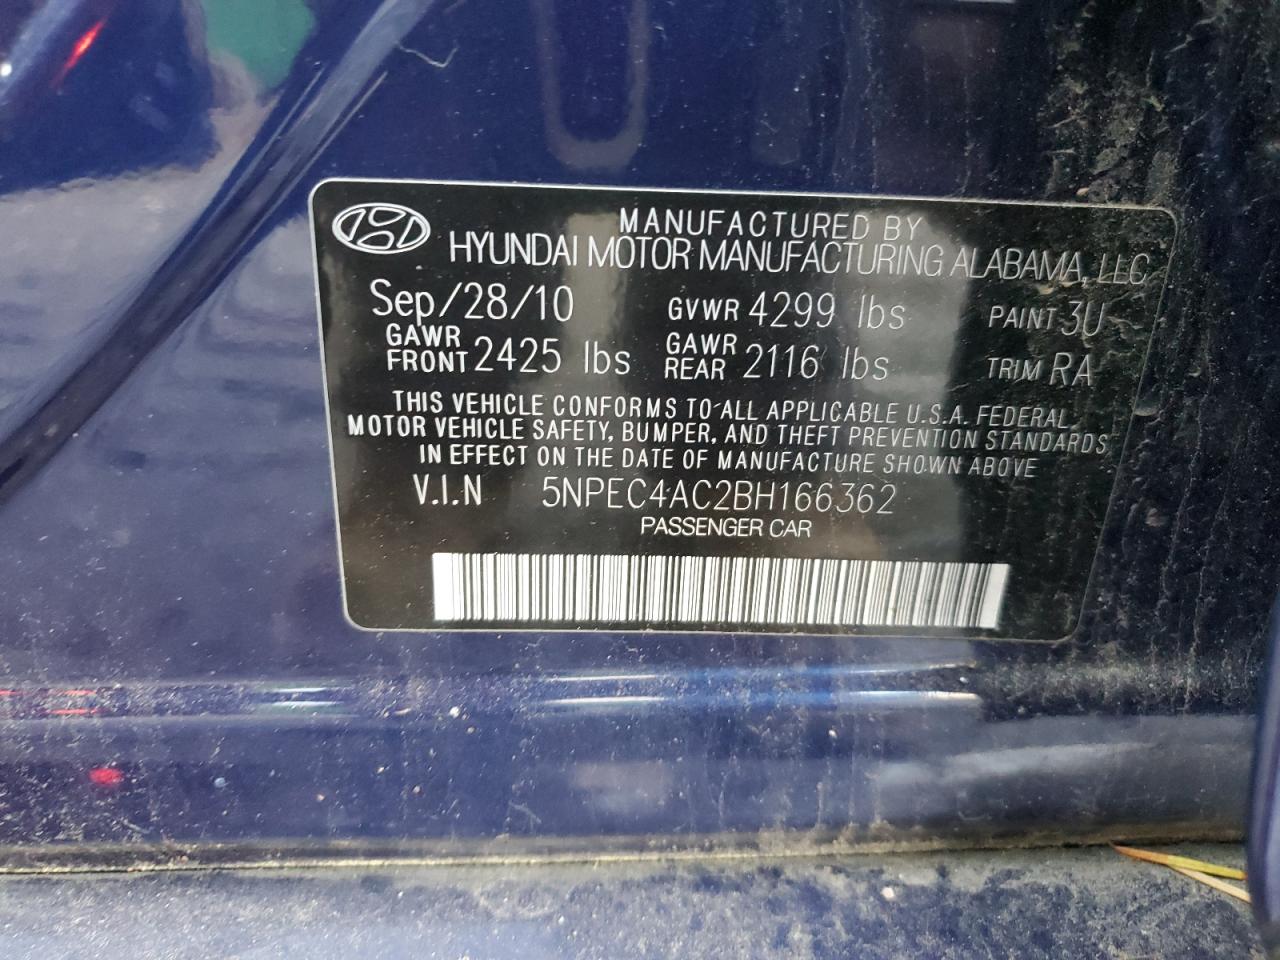 MANUFACTURED BY
HYUNDAI MOTOR MANUFACTURING ALABAMA, LLC
Sep/28/10 GVWR 4299 lbs PAINT 3U
GAWR FRONT 2425 lbs GAWR REAR 2116 lbs TRIM RA
THIS VEHICLE CONFORMS TO ALL APPLICABLE U.S.A. FEDERAL
MOTOR VEHICLE SAFETY, BUMPER, AND THEFT PREVENTION STANDARDS
IN EFFECT ON THE DATE OF MANUFACTURE SHOWN ABOVE
V.I.N 5NPEC4AC2BH166362
PASSENGER CAR